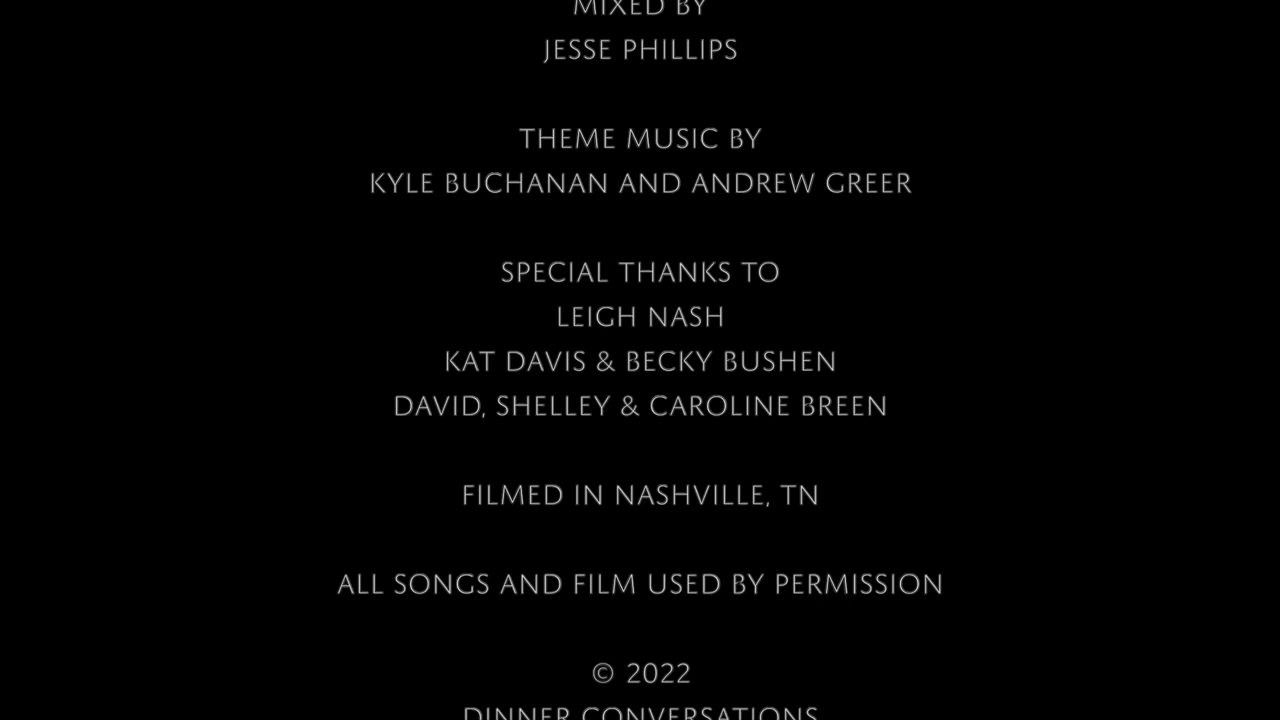 MIXED BY
JESSE PHILLIPS
THEME MUSIC BY
KYLE BUCHANAN AND ANDREW GREER
SPECIAL THANKS TO
LEIGH NASH
KAT DAVIS & BECKY BUSHEN
DAVID, SHELLEY & CAROLINE BREEN
FILMED IN NASHVILLE, TN
ALL SONGS AND FILM USED BY PERMISSION
© 2022
DINNER CONVERSATIONS